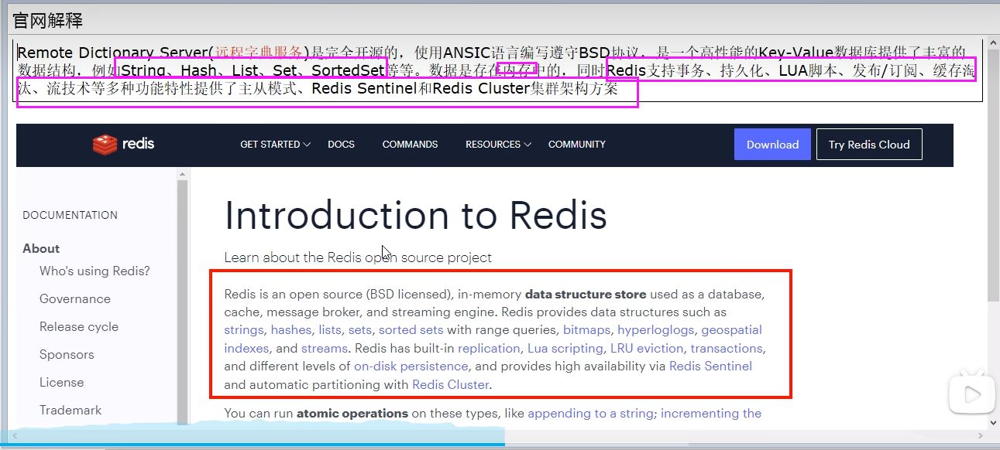 官网解释
Remote Dictionary Server(远程字典服务)是完全开源的，使用ANSIC语言编写遵守BSD协议，是一个高性能的Key-Value数据库提供了丰富的
数据结构，例如String、Hash、List、Set、SortedSet等等。数据是存在内存中的，同时Redis支持事务、持久化、LUA脚本、发布/订阅、缓存淘
汰、流技术等多种功能特性提供了主从模式、Redis Sentinel和Redis Cluster集群架构方案
redis GET STARTED DOCS COMMANDS RESOURCES COMMUNITY Download Try Redis Cloud
DOCUMENTATION
About
Who's using Redis?
Governance
Release cycle
Sponsors
License
Trademark
Introduction to Redis
Learn about the Redis open source project
Redis is an open source (BSD licensed), in-memory data structure store used as a database,
cache, message broker, and streaming engine. Redis provides data structures such as
strings, hashes, lists, sets, sorted sets with range queries, bitmaps, hyperloglogs, geospatial
indexes, and streams. Redis has built-in replication, Lua scripting, LRU eviction, transactions,
and different levels of on-disk persistence, and provides high availability via Redis Sentinel
and automatic partitioning with Redis Cluster.
You can run atomic operations on these types, like appending to a string; incrementing the